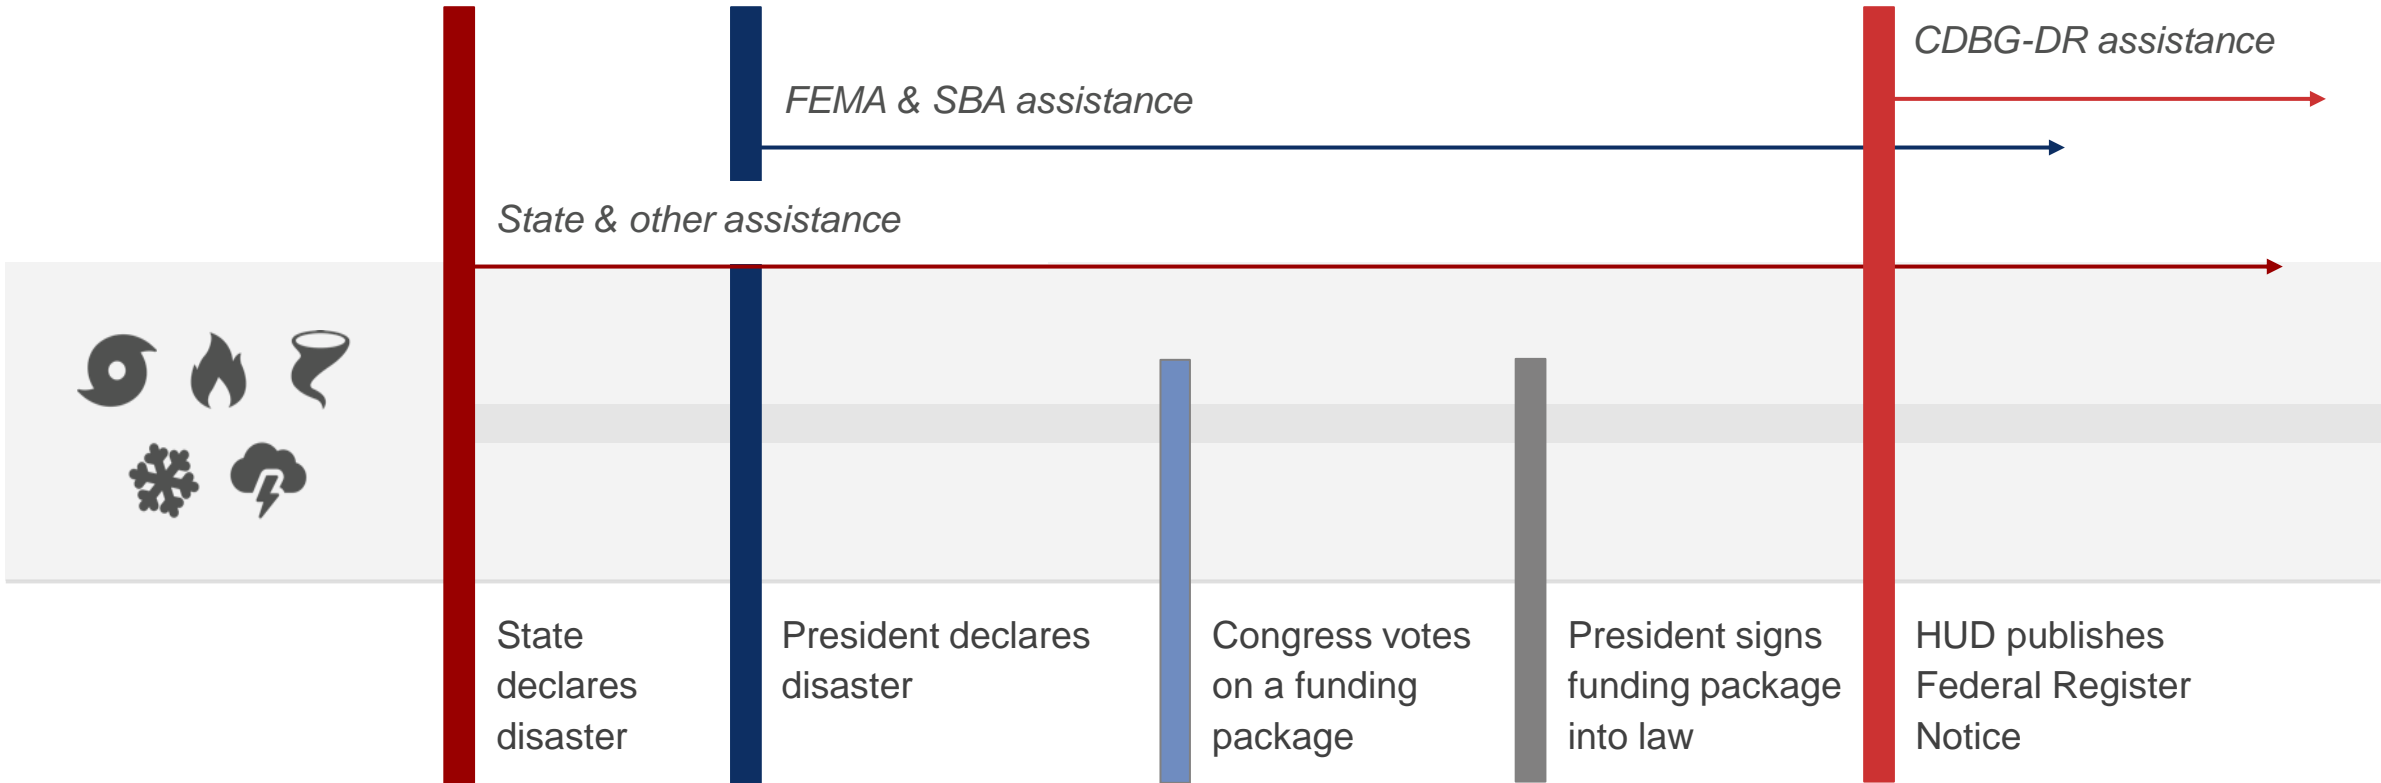 CDBG-DR assistance
FEMA & SBA assistance
State & other assistance
State
declares
disaster
President declares
disaster
Congress votes
on a funding
package
President signs
funding package
into law
HUD publishes
Federal Register
Notice